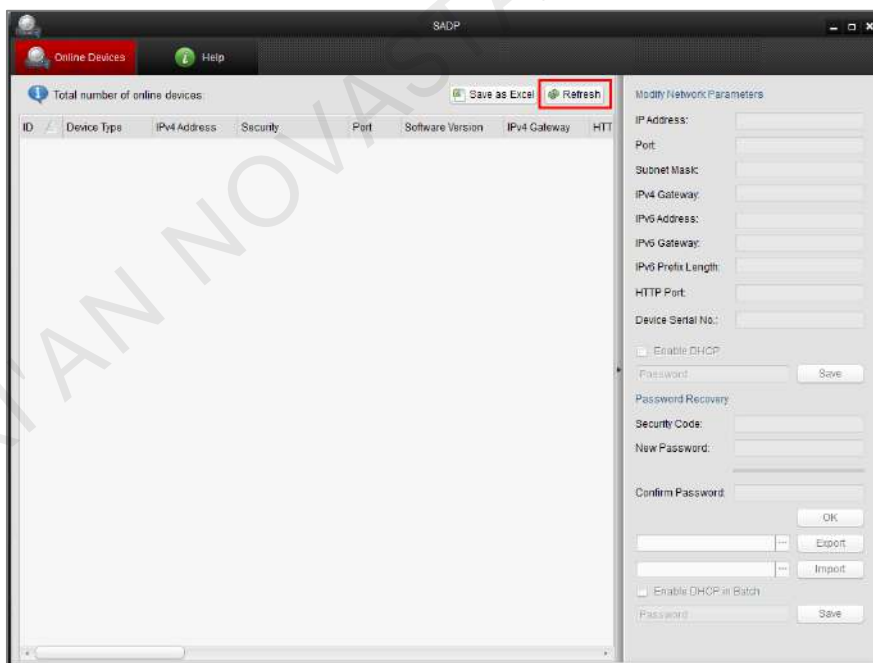 SADP
Online Devices
Help
Total number of online devices:
Save as Excel
Refresh
ID
Device Type
IPv4 Address
Security
Port
Software Version
IPv4 Gateway
HTT
Modify Network Parameters
IP Address:
Port:
Subnet Mask:
IPv4 Gateway:
IPv6 Address:
IPv6 Gateway:
IPv6 Prefix Length:
HTTP Port:
Device Serial No.:
Enable DHCP
Password
Save
Password Recovery
Security Code:
New Password:
Confirm Password:
OK
Export
Import
Enable DHCP in Batch
Password
Save
AN NOVASTA